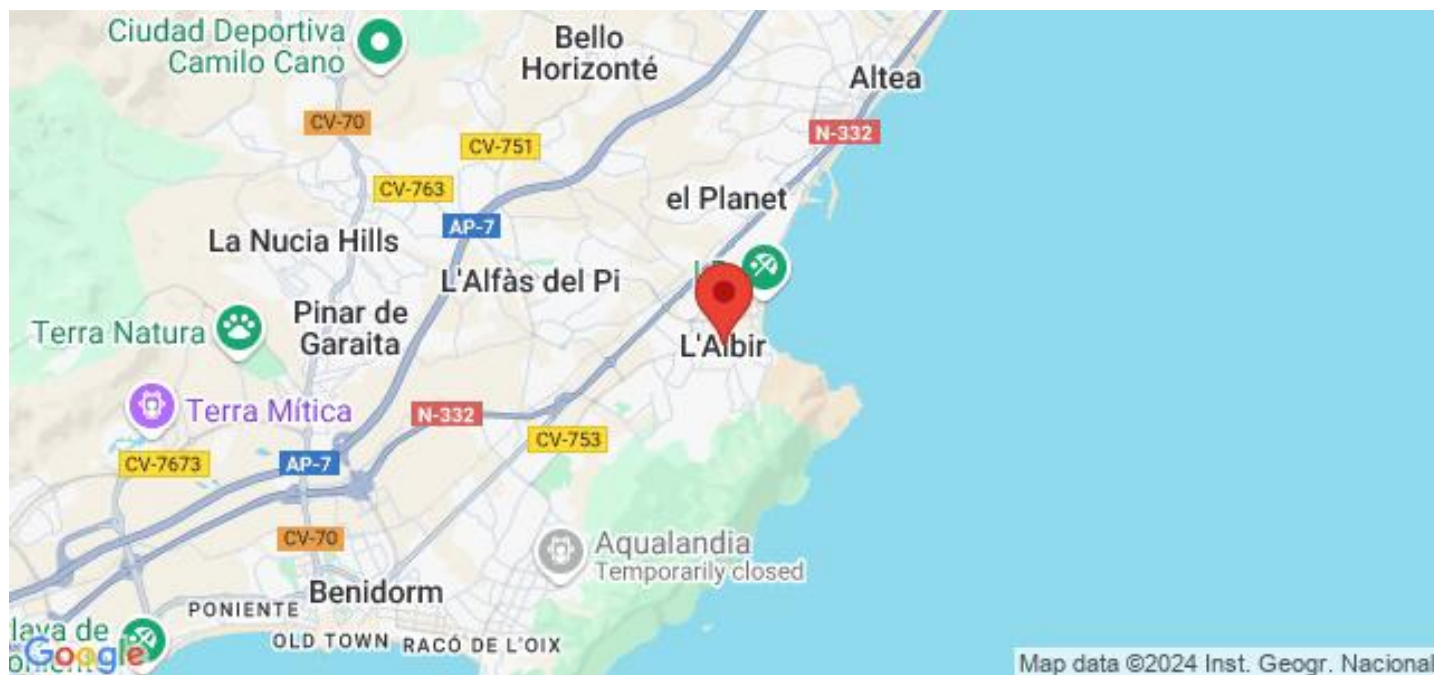 Ciudad Deportiva
Camilo Cano
Bello
Horizonté
Altea
CV-70
N-332
CV-751
CV-763
el Planet
AP-7
La Nucia Hills
L'Alfàs del Pi
Pinar de
Garaita
Terra Natura
L'Albir
Terra Mítica
N-332
CV-753
CV-7673
AP-7
CV-70
Aqualandia
Temporarily closed
Benidorm
PONIENTE
OLD TOWN
RACÓ DE L'OIX
Google
Map data ©2024 Inst. Geogr. Nacional